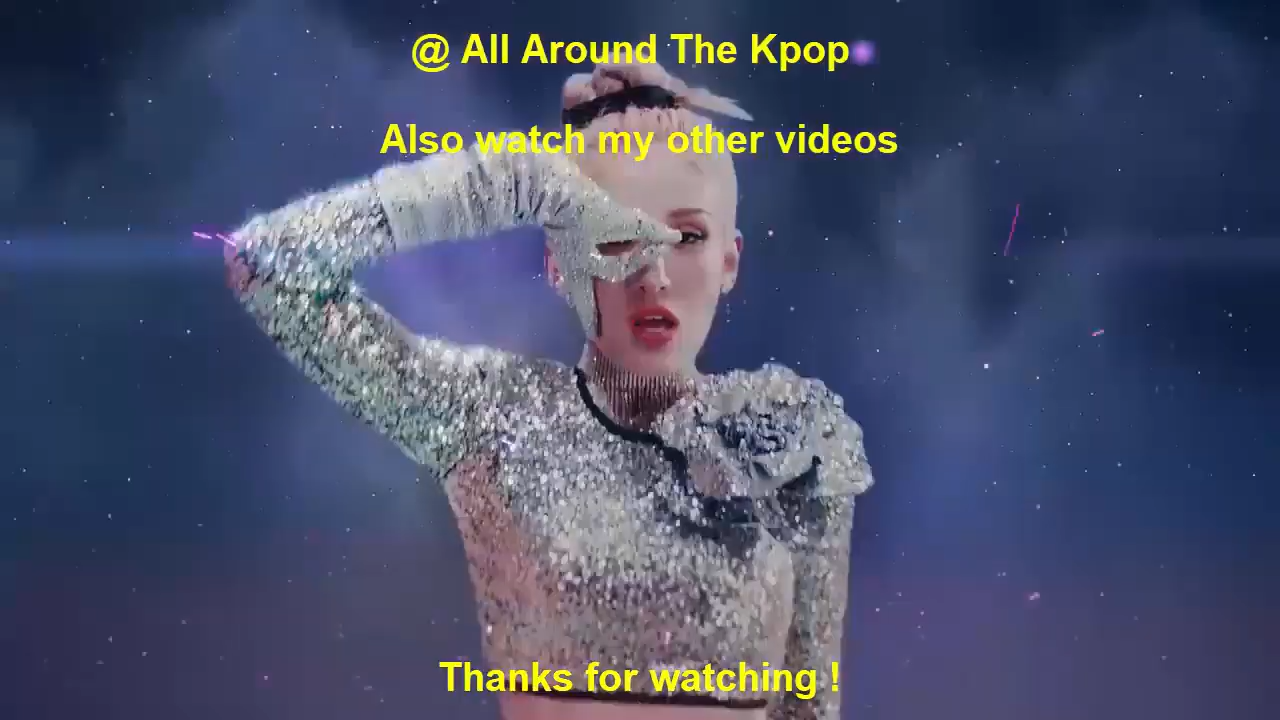 @ All Around The Kpop
Also watch my other videos
Thanks for watching !